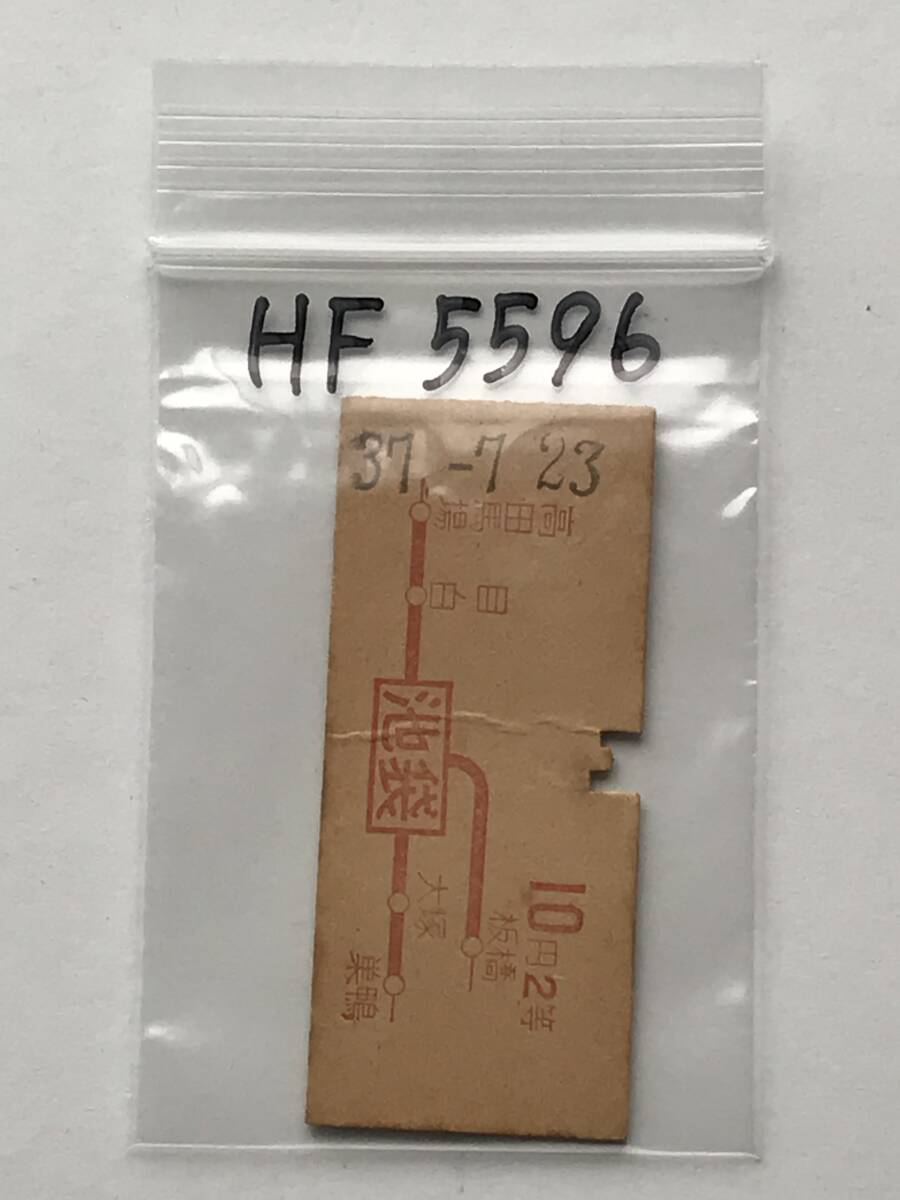 HF 5596
37 -7 23
高田馬場
目白
池袋
大塚
板橋
巣鴨
10円2等